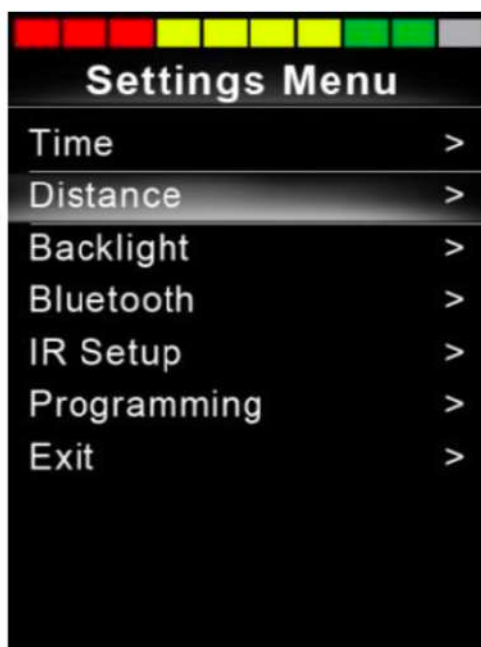 Settings Menu
Time >
Distance >
Backlight >
Bluetooth >
IR Setup >
Programming >
Exit >